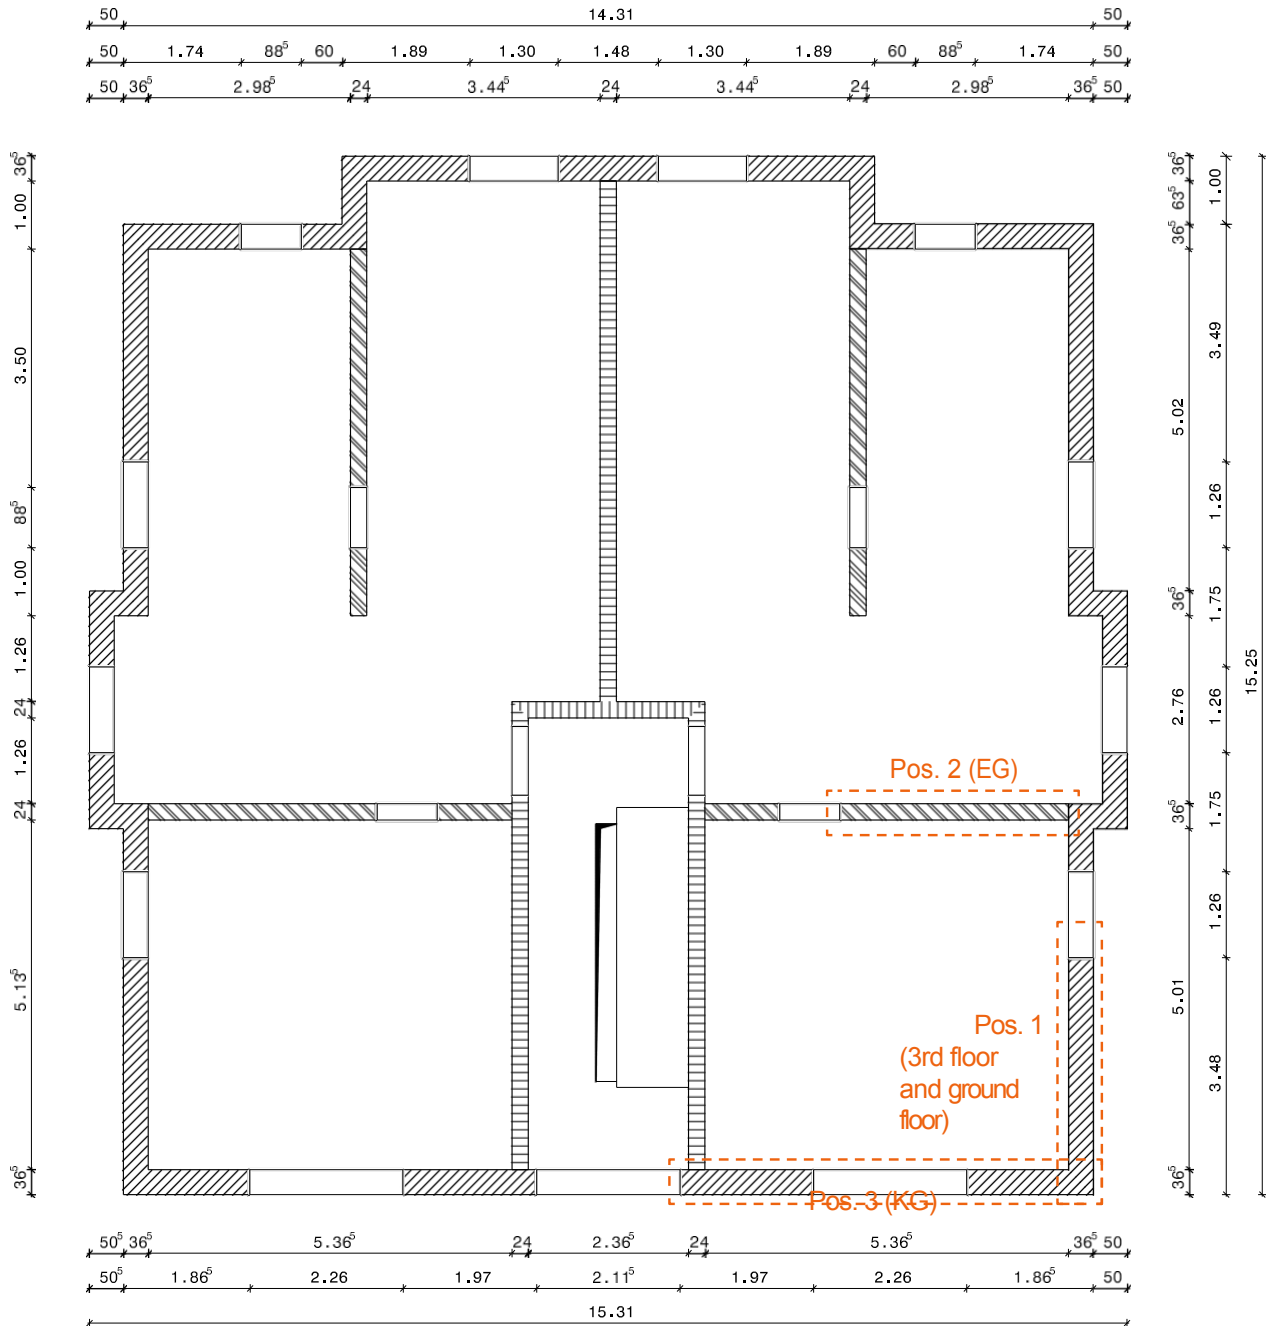 50 14.31 50
50 1.74 88⁵ 60 1.89 1.30 1.48 1.30 1.89 60 88⁵ 1.74 50
50 36⁵ 2.98⁵ 24 3.44⁵ 24 3.44⁵ 24 2.98⁵ 36⁵ 50
36⁵
1.00
3.50
88⁵
1.00
1.26
24
1.26
24
5.13⁵
36⁵
36⁵
63⁵
36⁵
5.02
36⁵
2.76
36⁵
5.01
36⁵
1.00
3.49
1.26
1.75
1.26
1.75
1.26
3.48
15.25
Pos. 2 (EG)
Pos. 1
(3rd floor
and ground
floor)
Pos. 3 (KG)
50⁵ 36⁵ 5.36⁵ 24 2.36⁵ 24 5.36⁵ 36⁵ 50
50⁵ 1.86⁵ 2.26 1.97 2.11⁵ 1.97 2.26 1.86⁵ 50
15.31